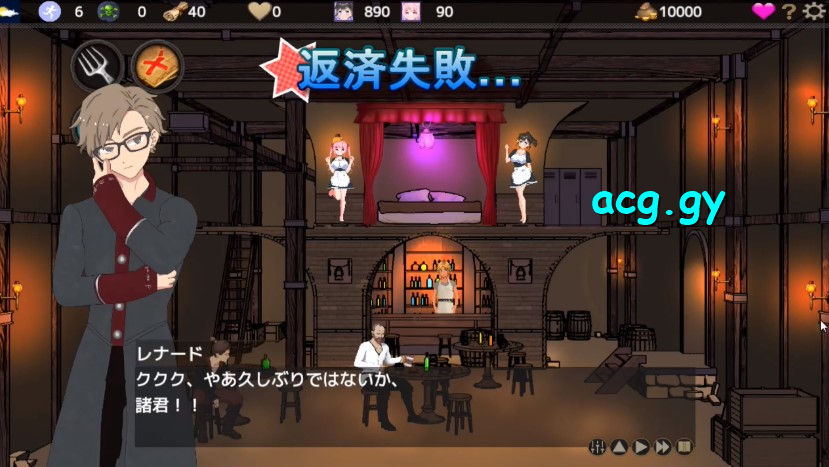 6 0 40 0 890 90 10000 ?
返済失敗...
acg.gy
レナード
ククク、やあ久しぶりではないか、
諸君！！